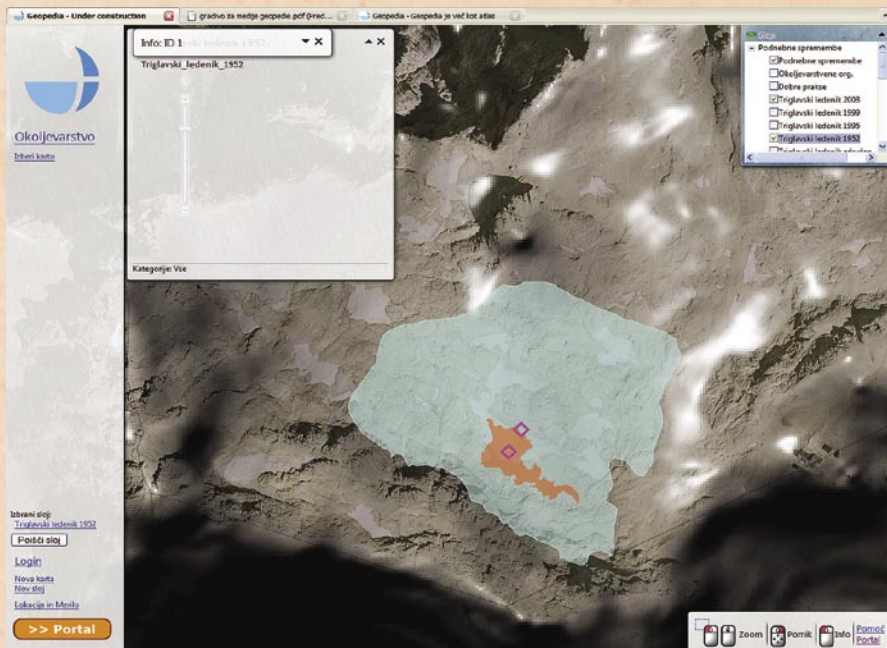 Geopedia - Under construction
gradivo za medje geopedie.pdf (Pred...
Geopedia - Geopedia je več kot atlas
Okoljevarstvo
Izberi karto
Info: ID 1
Triglavski_ledenik_1952
Kategorije: Vse
Sloji
Podnebne spremembe
Podnebne spremembe
Okoljevarstvene org.
Dobre prakse
Triglavski ledenik 2003
Triglavski ledenik 1999
Triglavski ledenik 1995
Triglavski ledenik 1952
Izbrani sloj:
Triglavski ledenik 1952
Poišči sloj
Login
Nova karta
Nov sloj
Lokacija in Merilo
>> Portal
Zoom
Pomik
Info
Pomoč
Portal